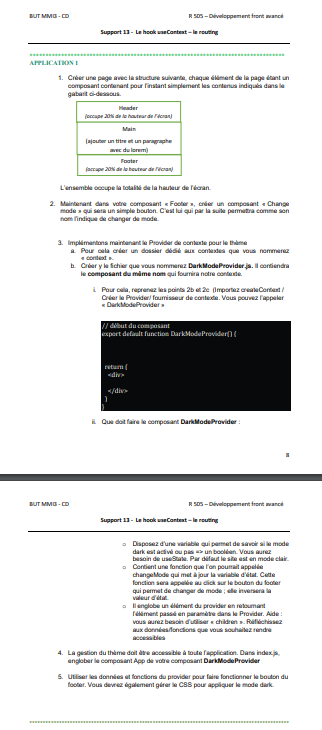 BUT MMI3 - CD R 505 – Développement front avancé
Support 13 - Le hook useContext – le routing
APPLICATION 1
1. Créer une page avec la structure suivante, chaque élément de la page étant un
composant contenant pour l'instant simplement les contenus indiqués dans le
gabarit ci-dessous.
Header
(occupe 20% de la hauteur de l'écran)
Main
(ajouter un titre et un paragraphe
avec du lorem)
Footer
(occupe 20% de la hauteur de l'écran)
L'ensemble occupe la totalité de la hauteur de l'écran.
2. Maintenant dans votre composant « Footer », créer un composant « Change
mode » qui sera un simple bouton. C'est lui qui par la suite permettra comme son
nom l'indique de changer de mode.
3. Implémentons maintenant le Provider de contexte pour le thème
a. Pour cela créer un dossier dédié aux contextes que vous nommerez
« context ».
b. Créer y le fichier que vous nommerez DarkModeProvider.js. Il contiendra
le composant du même nom qui fournira notre contexte.
i. Pour cela, reprenez les points 2b et 2c (Importez createContext /
Créer le Provider/ fournisseur de contexte. Vous pouvez l'appeler
« DarkModeProvider »
// début du composant
export default function DarkModeProvider() {
return (
<div>
</div>
)
}
ii. Que doit faire le composant DarkModeProvider :
8
BUT MMI3 - CD R 505 – Développement front avancé
Support 13 - Le hook useContext – le routing
o Disposez d'une variable qui permet de savoir si le mode
dark est activé ou pas => un booléen. Vous aurez
besoin de useState. Par défaut le site est en mode clair.
o Contient une fonction que l'on pourrait appelée
changeMode qui met à jour la variable d'état. Cette
fonction sera appelée au click sur le bouton du footer
qui permet de changer de mode ; elle inversera la
valeur d'état.
o Il englobe un élément du provider en retournant
l'élément passé en paramètre dans le Provider. Aide :
vous aurez besoin d'utiliser « children ». Réfléchissez
aux données/fonctions que vous souhaitez rendre
accessibles
4. La gestion du thème doit être accessible à toute l'application. Dans index.js,
englober le composant App de votre composant DarkModeProvider
5. Utiliser les données et fonctions du provider pour faire fonctionner le bouton du
footer. Vous devrez également gérer le CSS pour appliquer le mode dark.